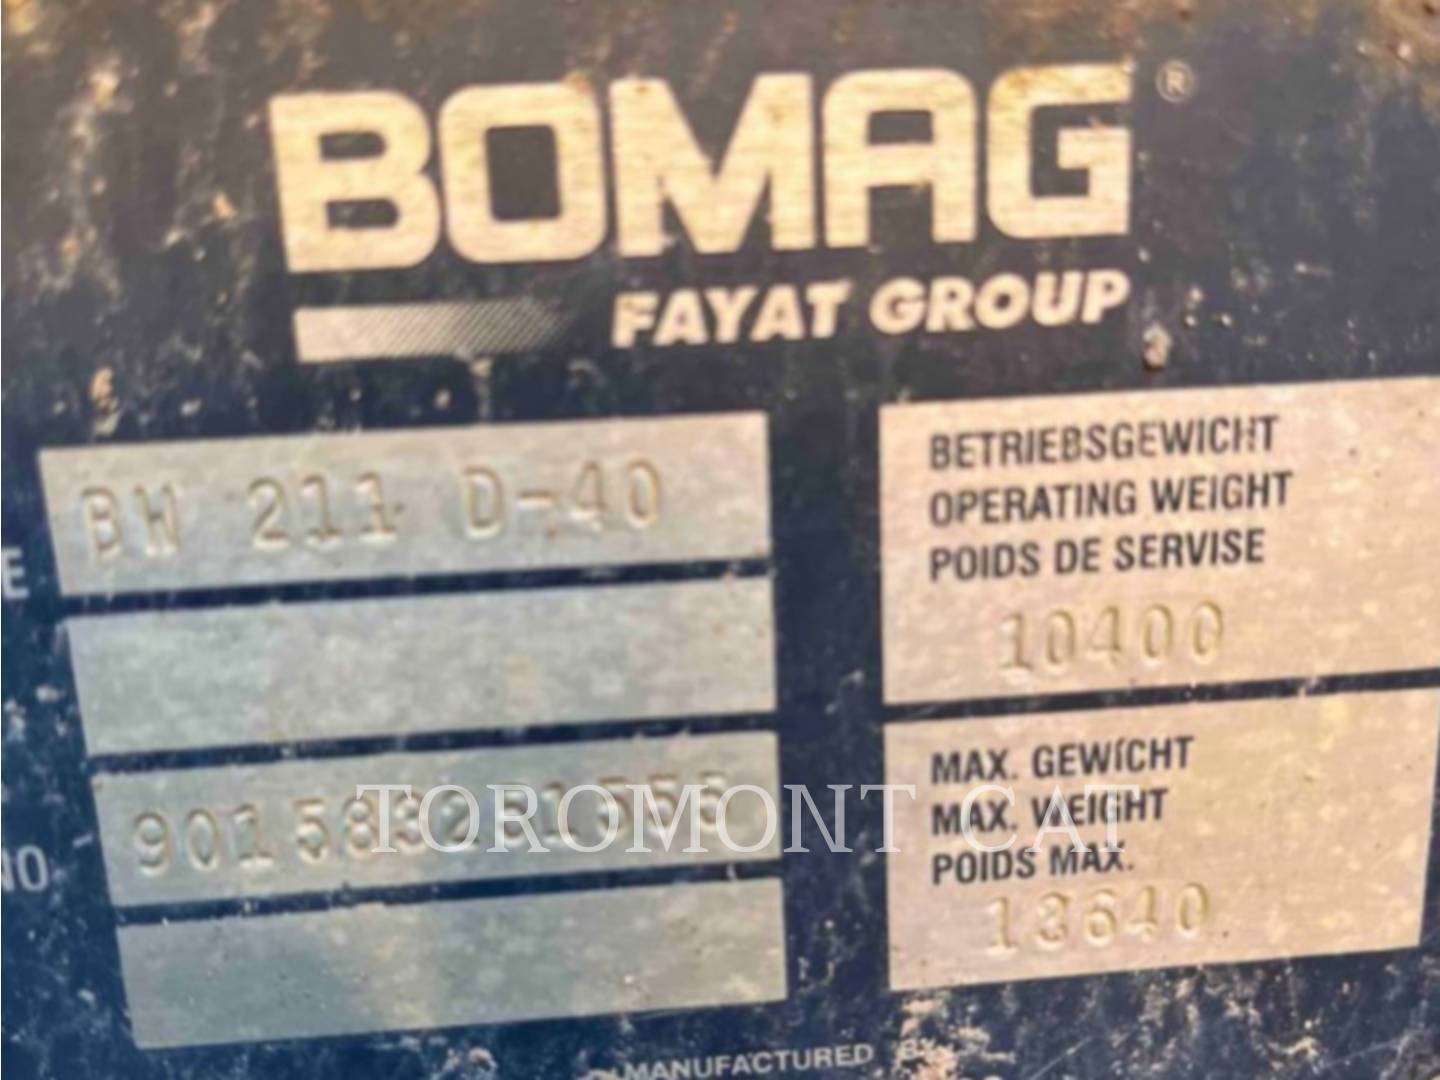 BOMAG®
FAYAT GROUP
BW 211 D-40
BETRIEBSGEWICHT
OPERATING WEIGHT
POIDS DE SERVISE
10400
MAX. GEWICHT
MAX. WEIGHT
POIDS MAX.
13640
TOROMONT CAT
MANUFACTURED BY